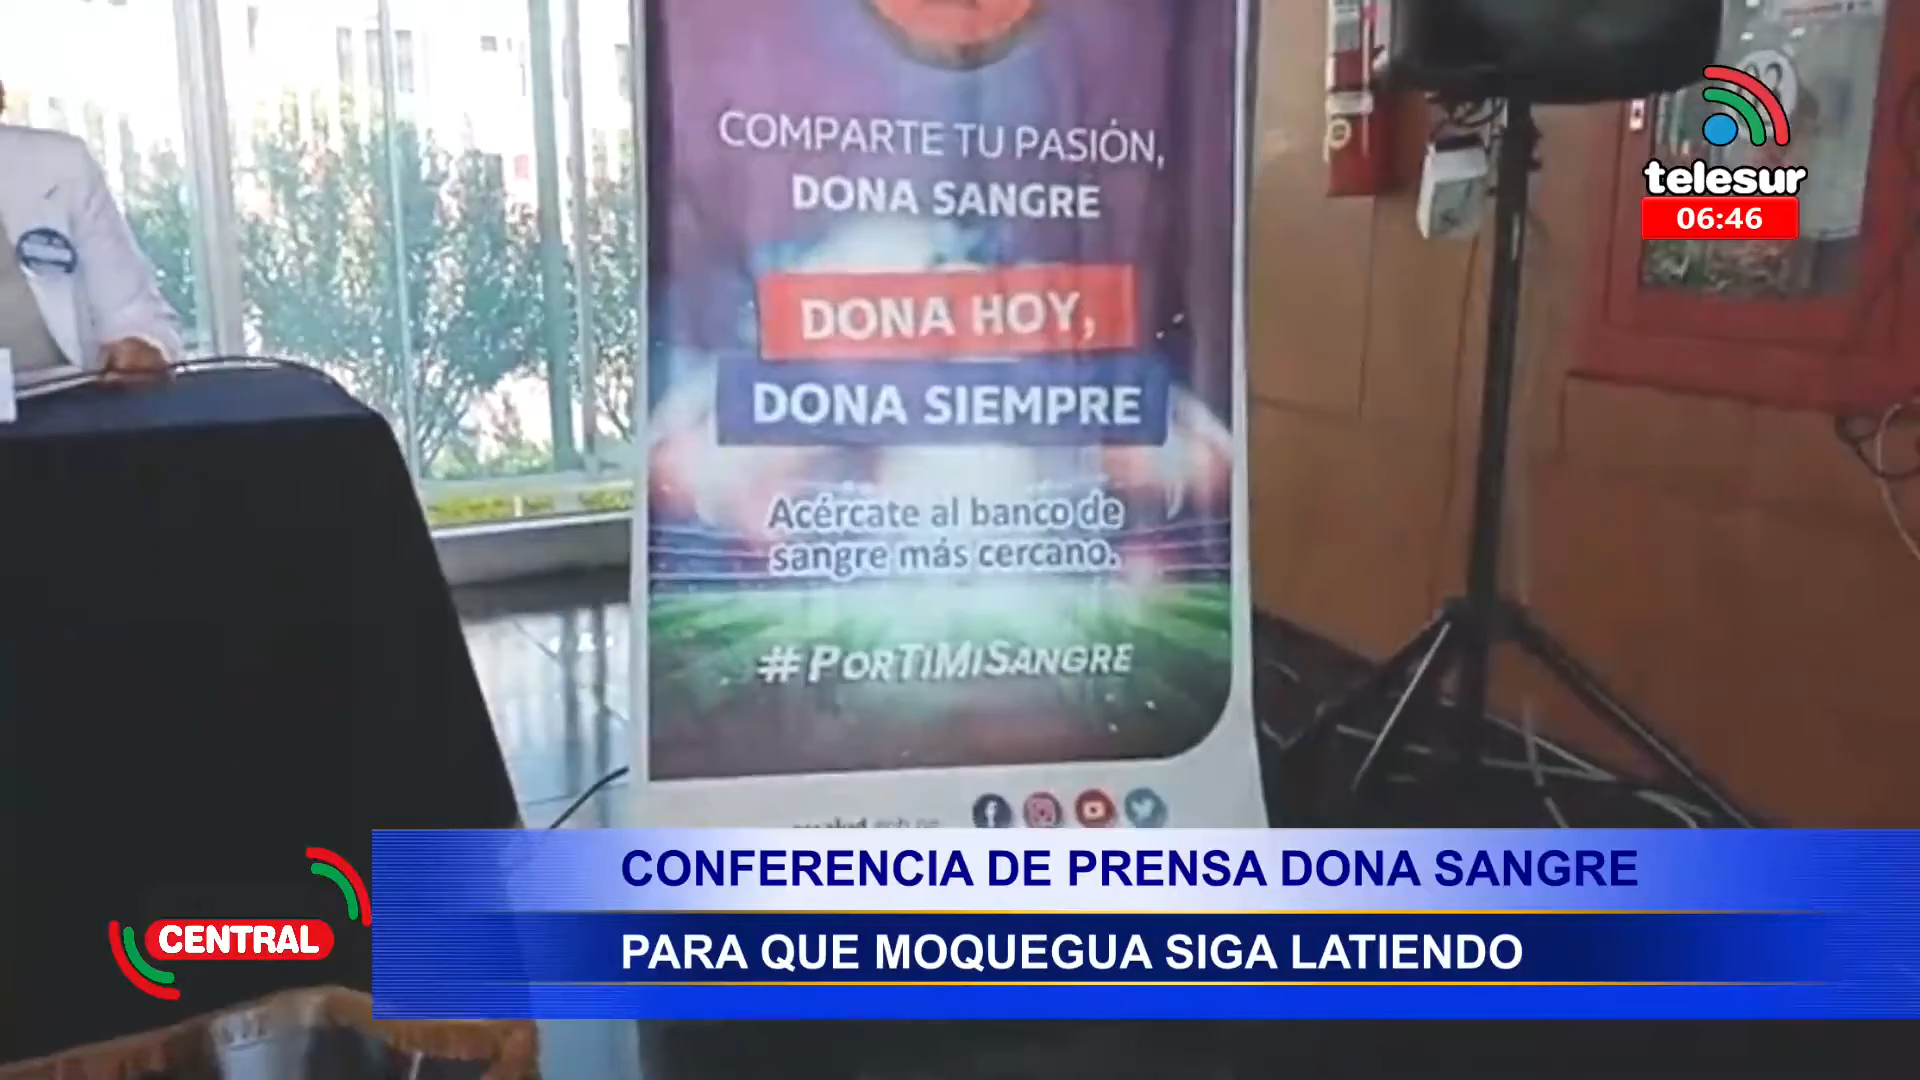 COMPARTE TU PASIÓN,
DONA SANGRE
DONA HOY,
DONA SIEMPRE
Acércate al banco de
sangre más cercano.
#PORTIMISANGRE
telesur
06:46
CONFERENCIA DE PRENSA DONA SANGRE
CENTRAL
PARA QUE MOQUEGUA SIGA LATIENDO